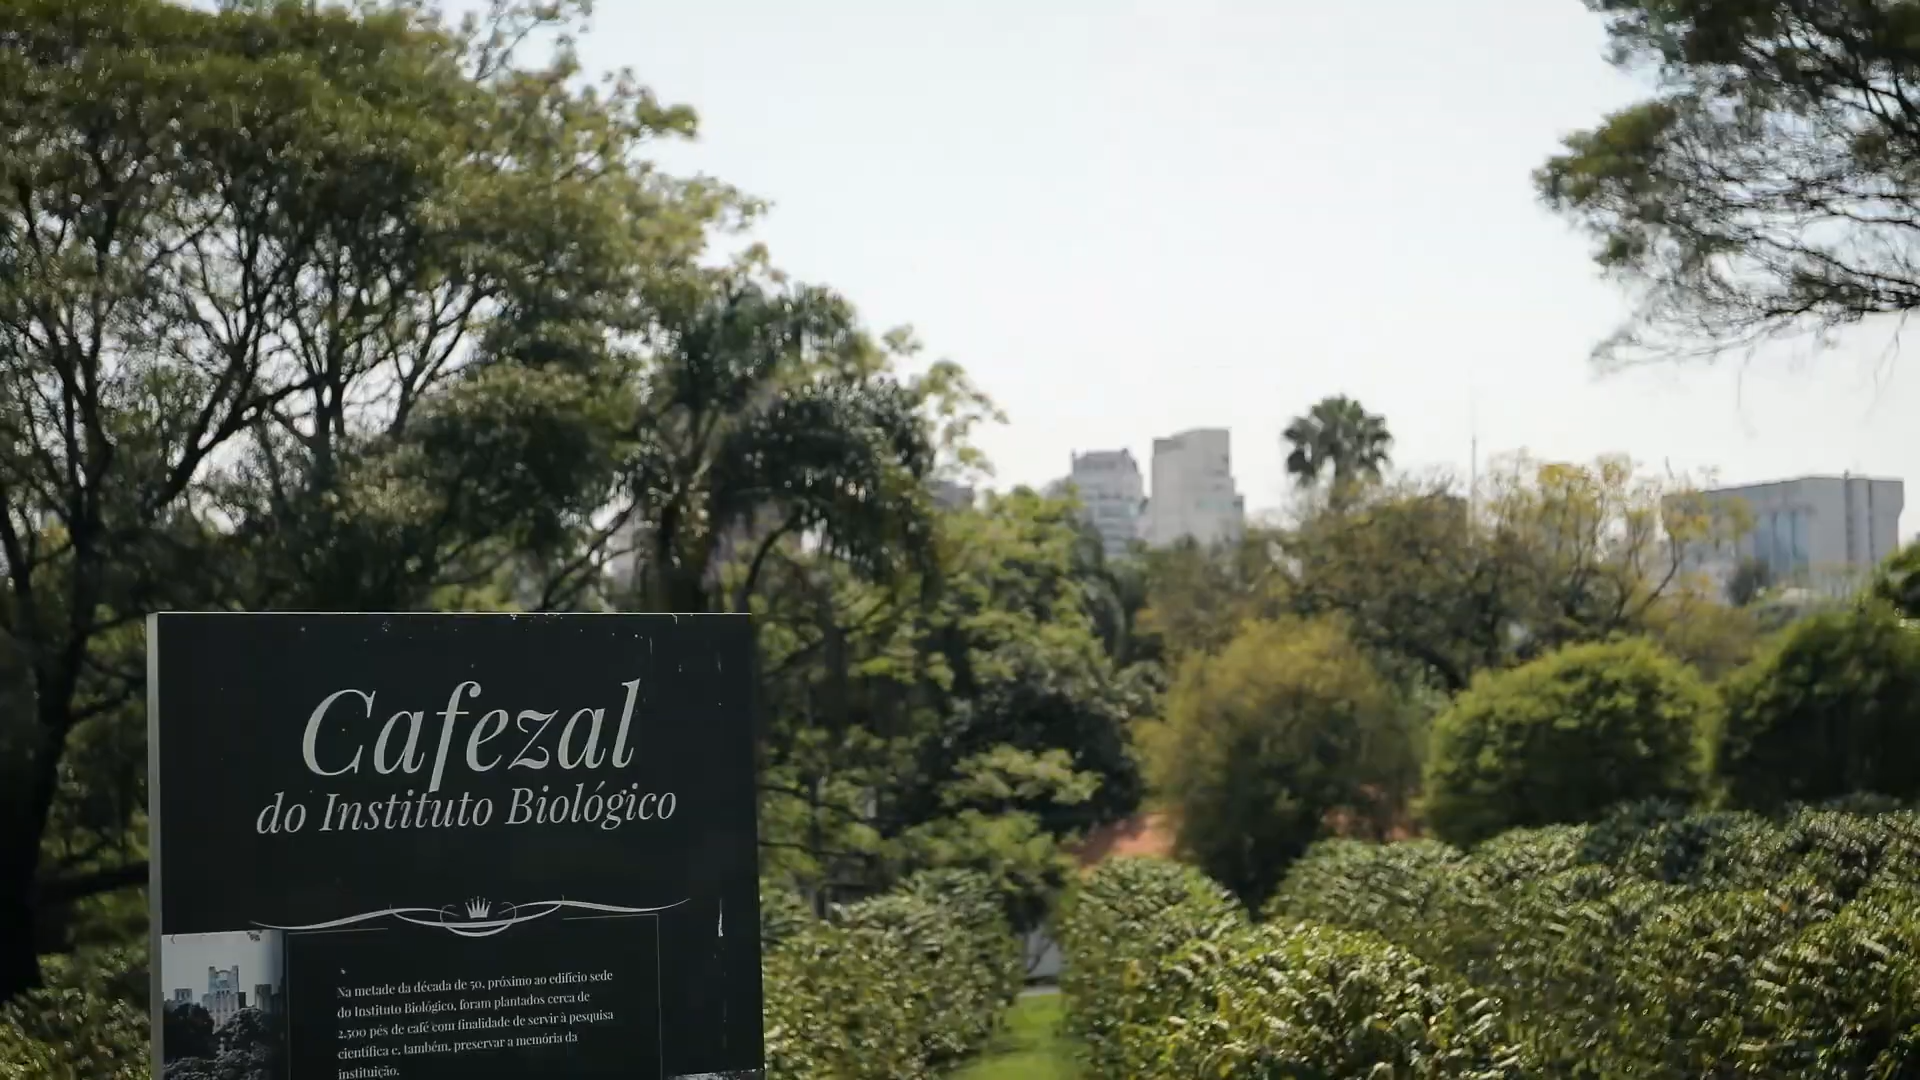 Cafezal
do Instituto Biológico
Na metade da década de 50, próximo ao edifício sede
do Instituto Biológico, foram plantados cerca de
2.500 pés de café com finalidade de servir à pesquisa
científica e, também, preservar a memória da
instituição.